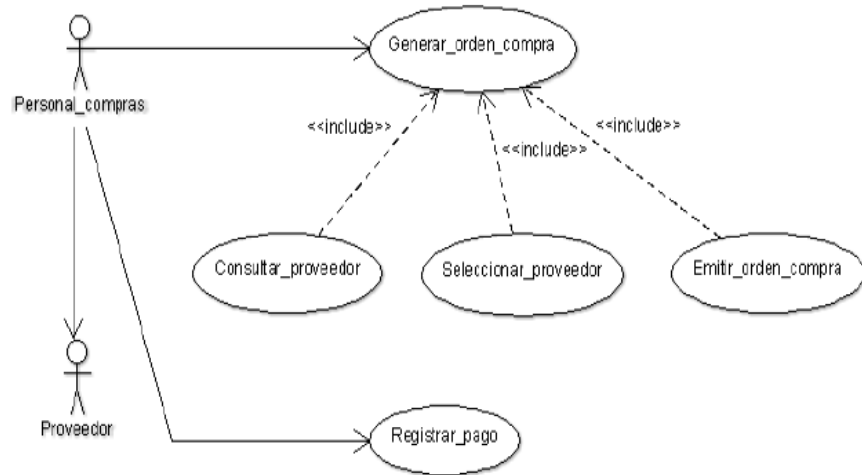 Generar_orden_compra
Personal_compras
<<include>>
<<include>>
<<include>>
Consultar_proveedor
Seleccionar_proveedor
Emitir_orden_compra
Proveedor
Registrar_pago